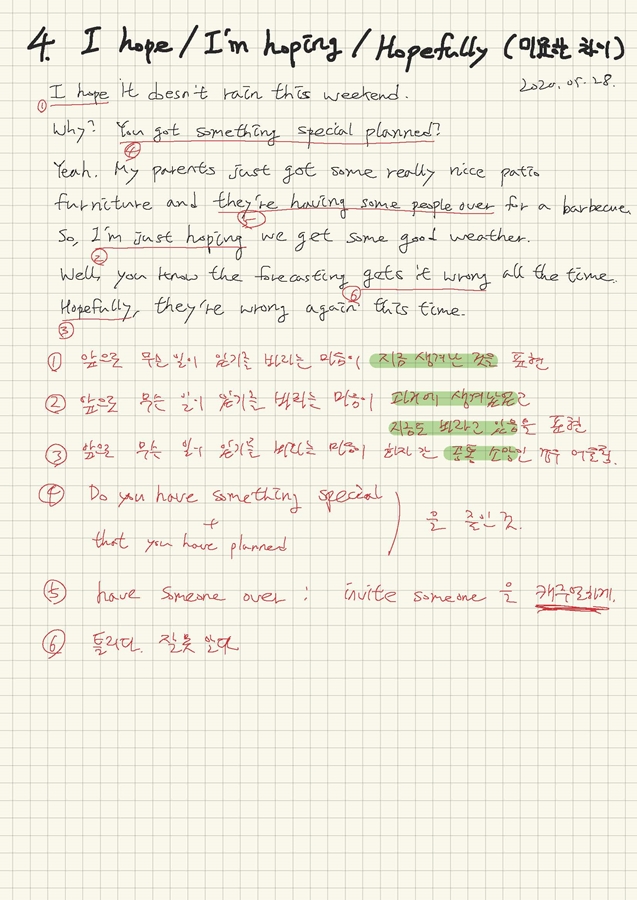 4. I hope / I'm hoping / Hopefully (미묘한 차이)
2020. 05. 28.
① I hope it doesn't rain this weekend.
Why? You got something special planned?
④
Yeah. My parents just got some really nice patio
furniture and they're having some people over for a barbecue.
⑤
So, I'm just hoping we get some good weather.
②
Well, you know the forecasting gets it wrong all the time.
⑥
Hopefully, they're wrong again this time.
③
① 앞으로 무슨 일이 있기를 바라는 마음이 지금 생겨난 것을 표현
② 앞으로 무슨 일이 있기를 바라는 마음이 과거에 생겨났고
지금도 바라고 있음을 표현
③ 앞으로 무슨 일이 있기를 바라는 마음이 화자 간 공통 소망인 경우 어울림.
④ Do you have something special
+
that you have planned
을 줄인 것.
⑤ have someone over : invite someone 을 캐주얼하게.
⑥ 틀리다. 잘못 알다